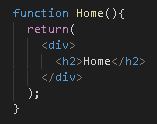 function Home(){
  return(
    <div>
      <h2>Home</h2>
    </div>
  );
}